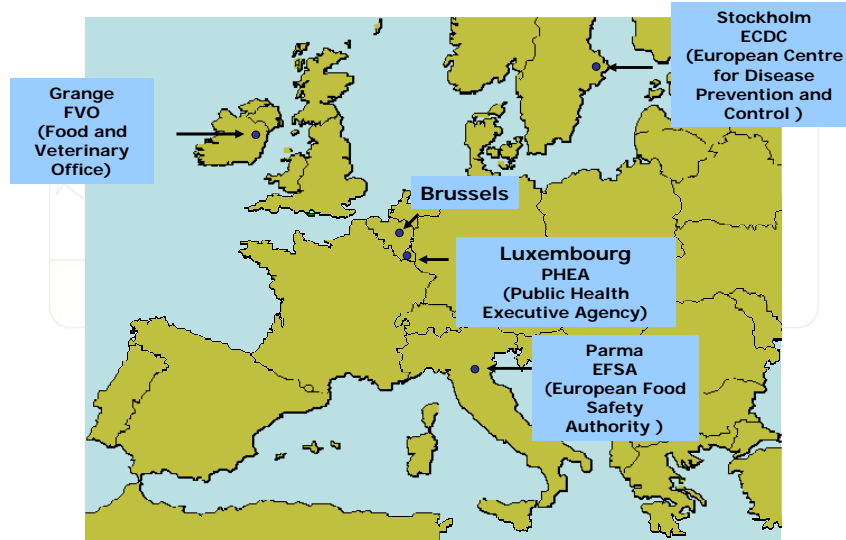 Stockholm
ECDC
(European Centre
for Disease
Prevention and
Control )
Grange
FVO
(Food and
Veterinary
Office)
Brussels
Luxembourg
PHEA
(Public Health
Executive Agency)
Parma
EFSA
(European Food
Safety
Authority )